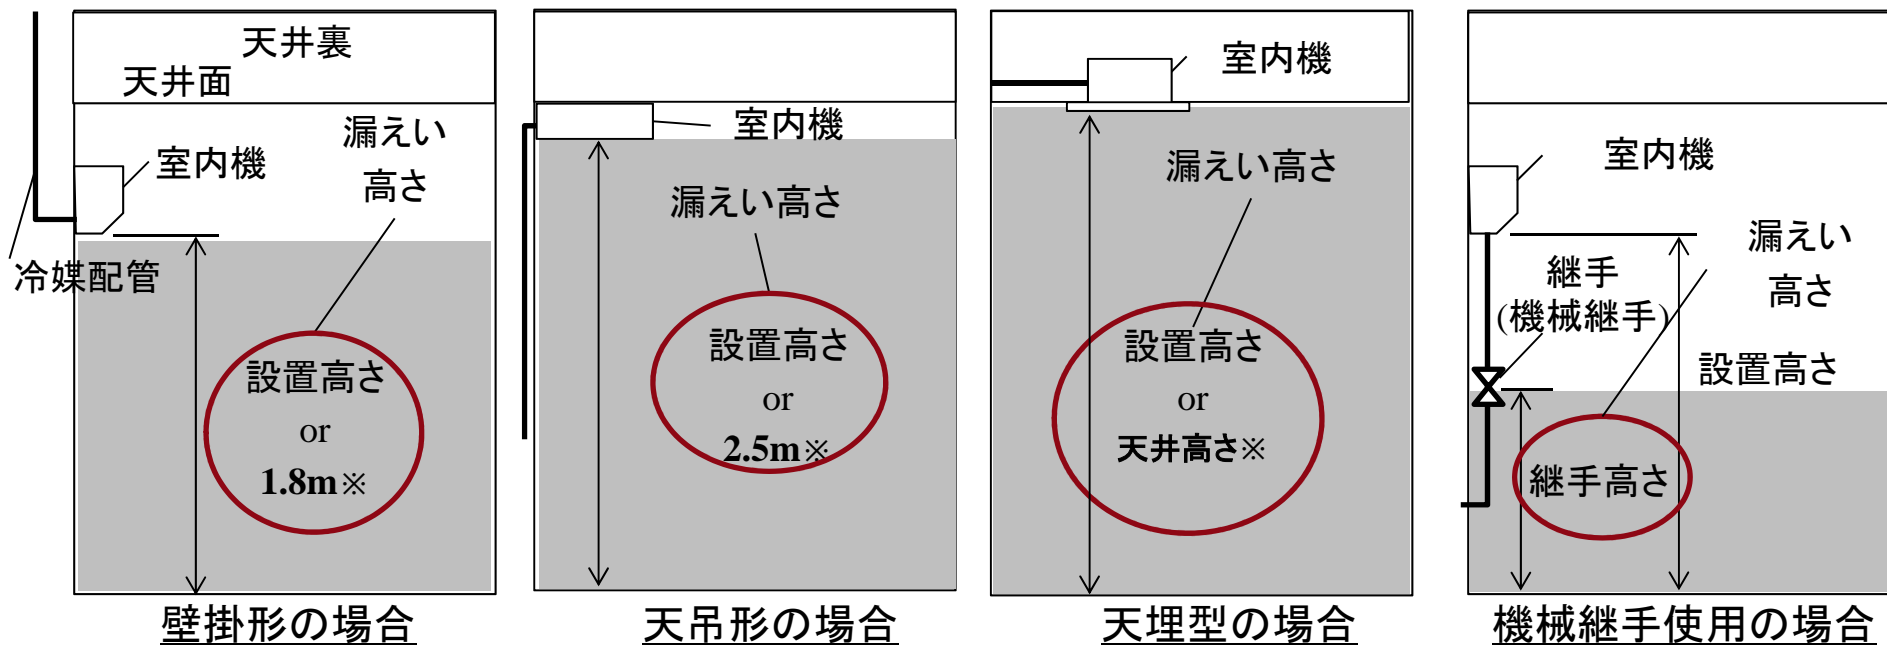 天井裏
天井面
漏えい
高さ
室内機
冷媒配管
設置高さ
or
1.8m※
壁掛形の場合
室内機
漏えい高さ
設置高さ
or
2.5m※
天吊形の場合
室内機
漏えい高さ
設置高さ
or
天井高さ※
天埋型の場合
室内機
漏えい
高さ
継手
(機械継手)
設置高さ
継手高さ
機械継手使用の場合